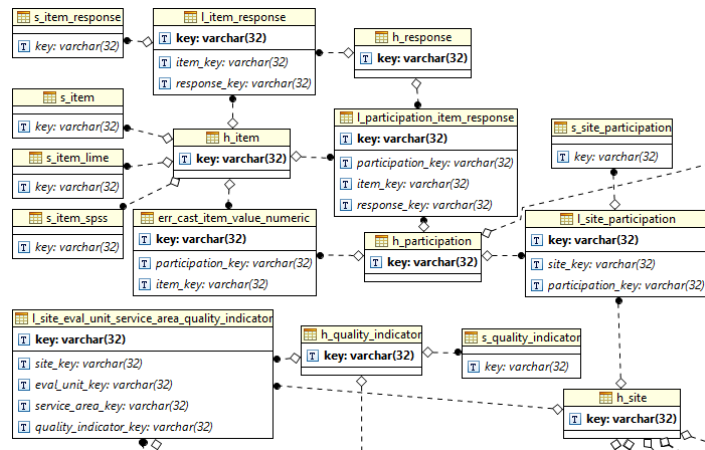 s_item_response
key: varchar(32)
l_item_response
key: varchar(32)
item_key: varchar(32)
response_key: varchar(32)
h_response
key: varchar(32)
s_item
key: varchar(32)
s_item_lime
key: varchar(32)
s_item_spss
key: varchar(32)
h_item
key: varchar(32)
l_participation_item_response
key: varchar(32)
participation_key: varchar(32)
item_key: varchar(32)
response_key: varchar(32)
s_site_participation
key: varchar(32)
err_cast_item_value_numeric
key: varchar(32)
participation_key: varchar(32)
item_key: varchar(32)
h_participation
key: varchar(32)
l_site_participation
key: varchar(32)
site_key: varchar(32)
participation_key: varchar(32)
l_site_eval_unit_service_area_quality_indicator
key: varchar(32)
site_key: varchar(32)
eval_unit_key: varchar(32)
service_area_key: varchar(32)
quality_indicator_key: varchar(32)
h_quality_indicator
key: varchar(32)
s_quality_indicator
key: varchar(32)
h_site
key: varchar(32)